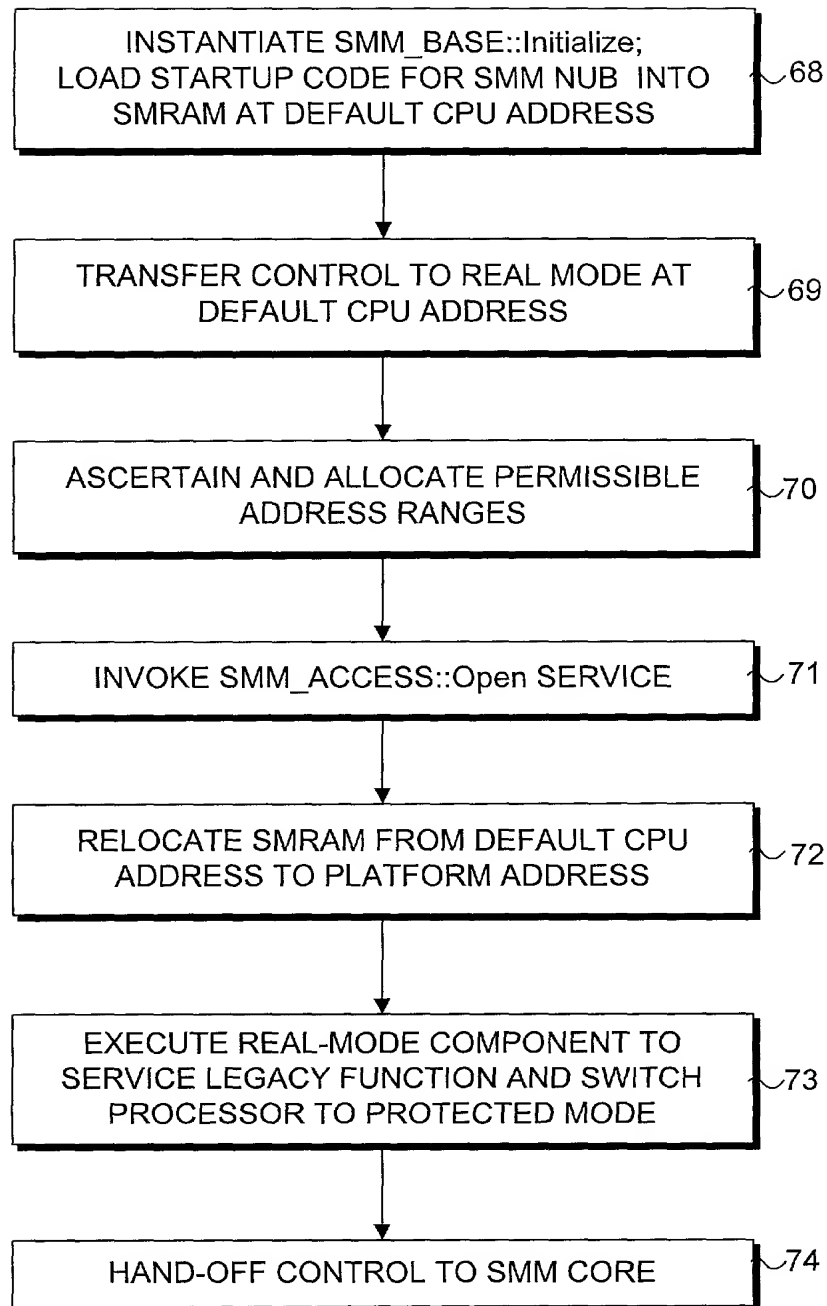 INSTANTIATE SMM_BASE::Initialize;
LOAD STARTUP CODE FOR SMM NUB INTO
SMRAM AT DEFAULT CPU ADDRESS
68
TRANSFER CONTROL TO REAL MODE AT
DEFAULT CPU ADDRESS
69
ASCERTAIN AND ALLOCATE PERMISSIBLE
ADDRESS RANGES
70
INVOKE SMM_ACCESS::Open SERVICE
71
RELOCATE SMRAM FROM DEFAULT CPU
ADDRESS TO PLATFORM ADDRESS
72
EXECUTE REAL-MODE COMPONENT TO
SERVICE LEGACY FUNCTION AND SWITCH
PROCESSOR TO PROTECTED MODE
73
HAND-OFF CONTROL TO SMM CORE
74